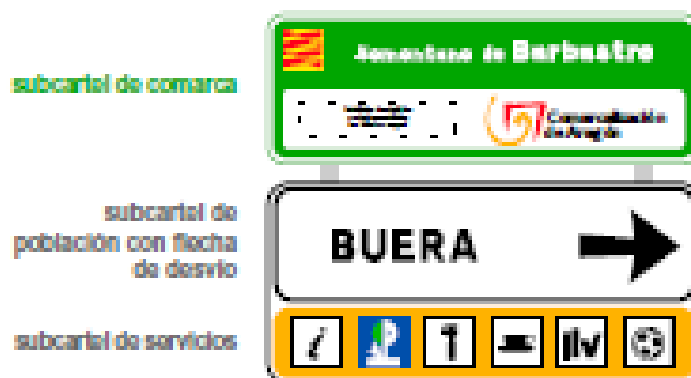 subcartel de comarca
Somontano de Barbastro
Comarcalización
de Aragón
subcartel de
población con flecha
de desvío
BUERA
subcartel de servicios